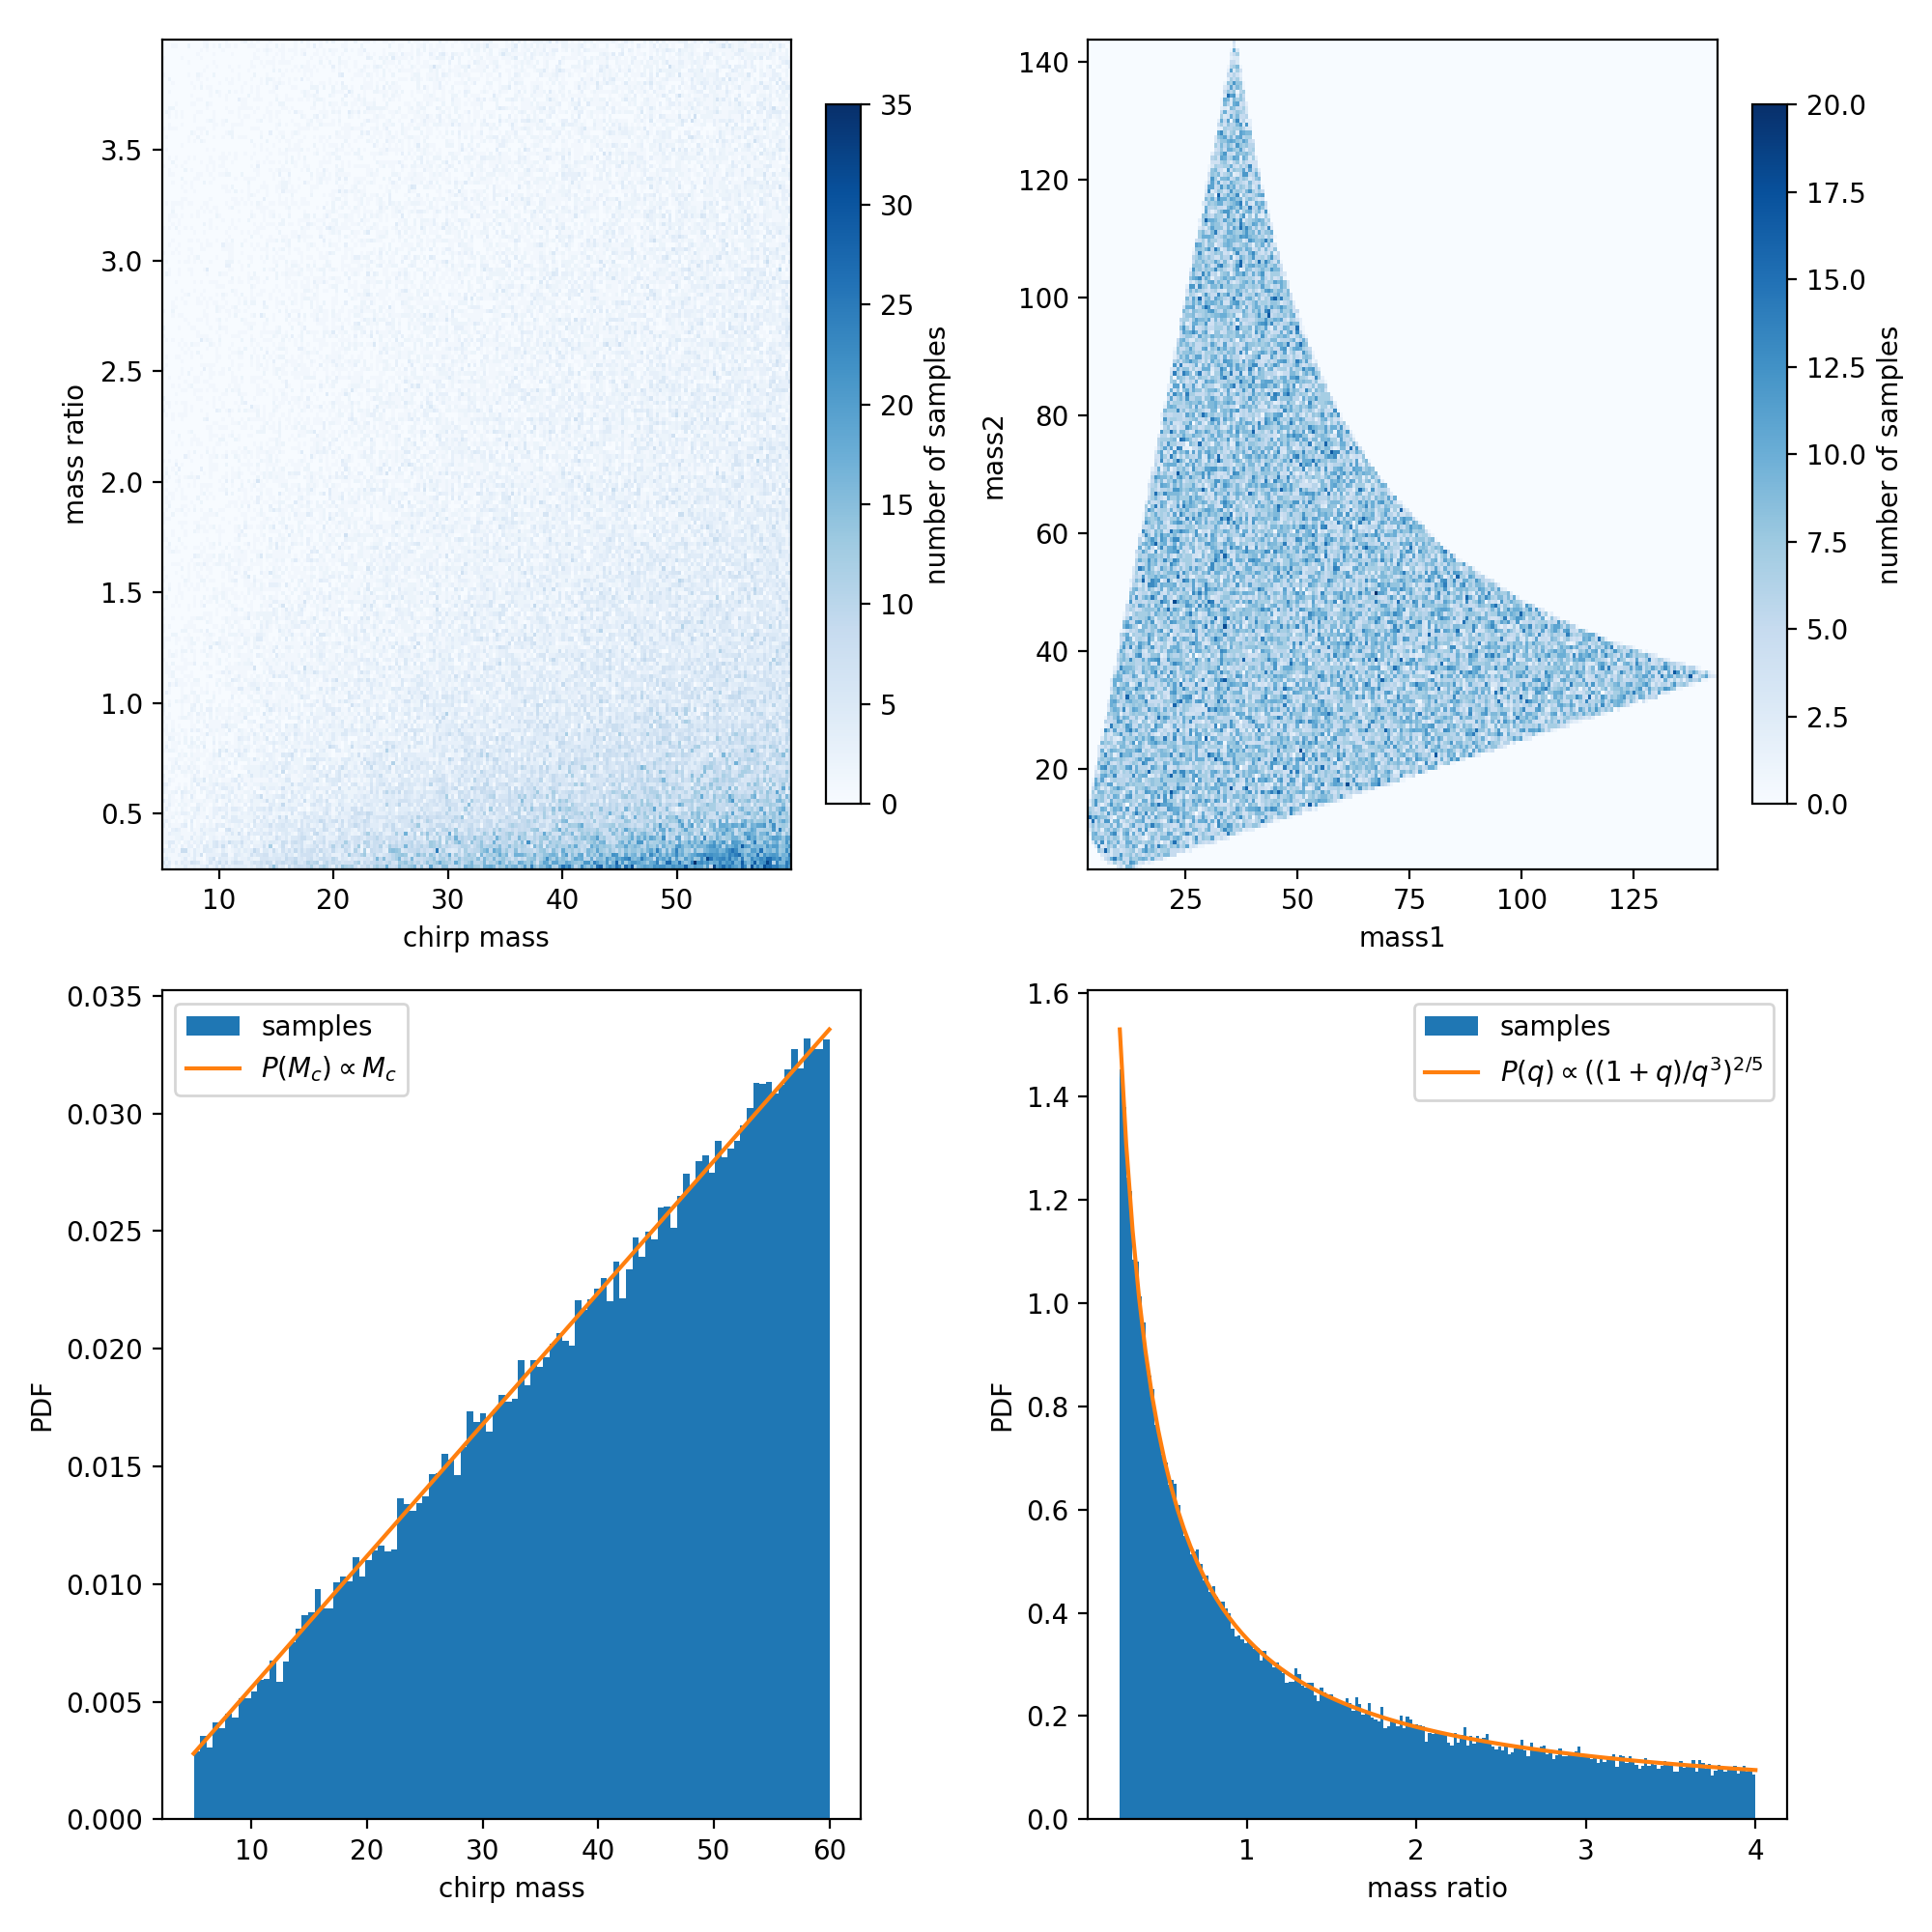 3.5
3.0
2.5
2.0
1.5
1.0
0.5
mass ratio
10 20 30 40 50
chirp mass
35
30
25
20
15
10
5
0
number of samples
140
120
100
80
60
40
20
mass2
25 50 75 100 125
mass1
20.0
17.5
15.0
12.5
10.0
7.5
5.0
2.5
0.0
number of samples
0.035
0.030
0.025
0.020
0.015
0.010
0.005
0.000
PDF
samples
P(M_c) ∝ M_c
10 20 30 40 50 60
chirp mass
1.6
1.4
1.2
1.0
0.8
0.6
0.4
0.2
0.0
PDF
samples
P(q) ∝ ((1 + q)/q^3)^{2/5}
1 2 3 4
mass ratio